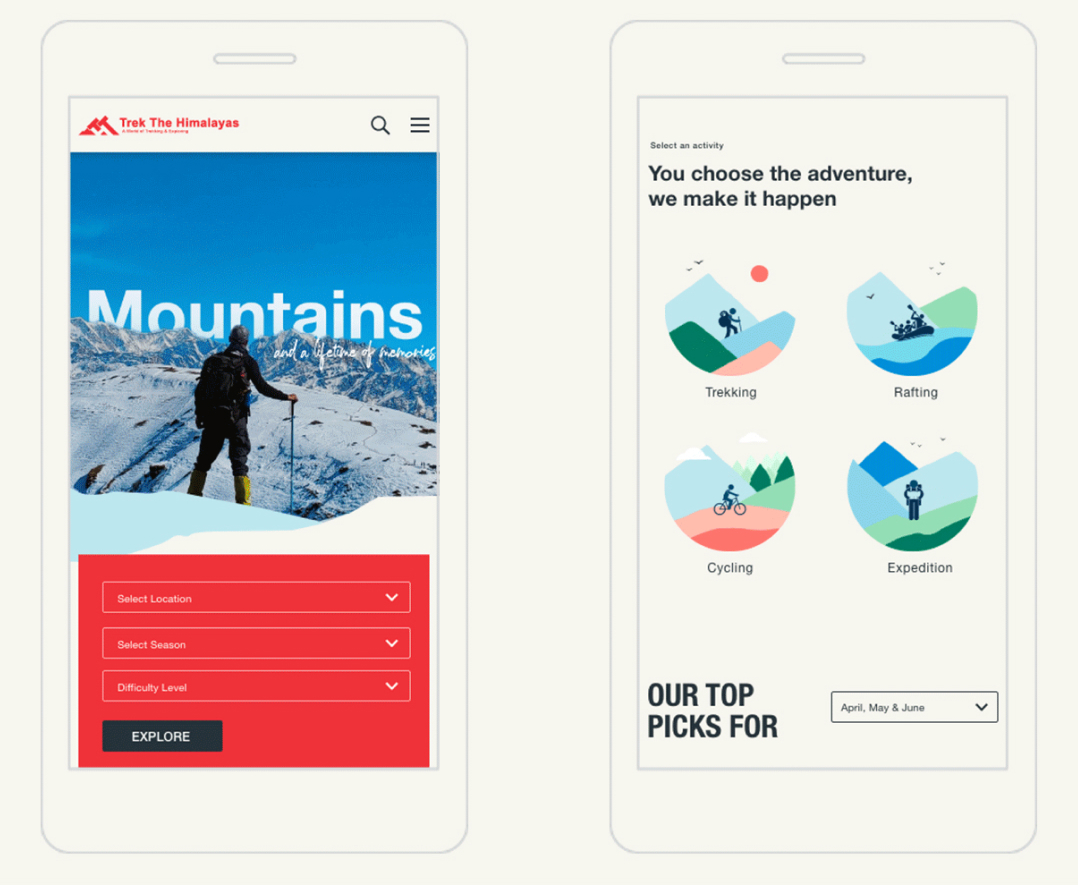 Trek The Himalayas
A World of Trekking & Exploring
Mountains
and a lifetime of memories
Select Location
Select Season
Difficulty Level
EXPLORE
Select an activity
You choose the adventure,
we make it happen
Trekking
Rafting
Cycling
Expedition
OUR TOP
PICKS FOR
April, May & June